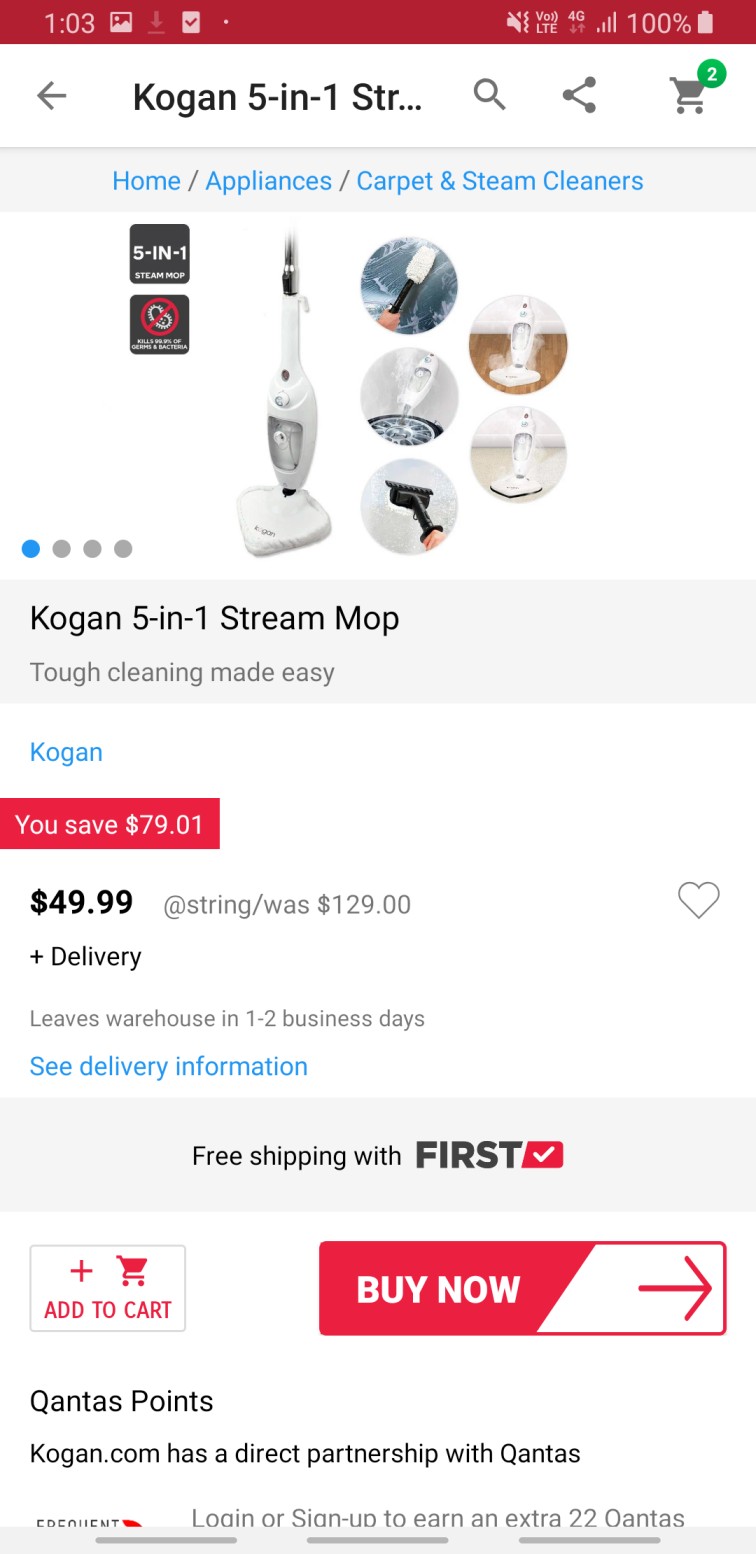 1:03
Vo)) LTE 4G 100%
Kogan 5-in-1 Str...
2
Home / Appliances / Carpet & Steam Cleaners
5-IN-1
STEAM MOP
KILLS 99.9% OF
GERMS & BACTERIA
kogan
Kogan 5-in-1 Stream Mop
Tough cleaning made easy
Kogan
You save $79.01
$49.99 @string/was $129.00
+ Delivery
Leaves warehouse in 1-2 business days
See delivery information
Free shipping with FIRST
+
ADD TO CART
BUY NOW
Qantas Points
Kogan.com has a direct partnership with Qantas
FREQUENT
Login or Sign-up to earn an extra 22 Qantas